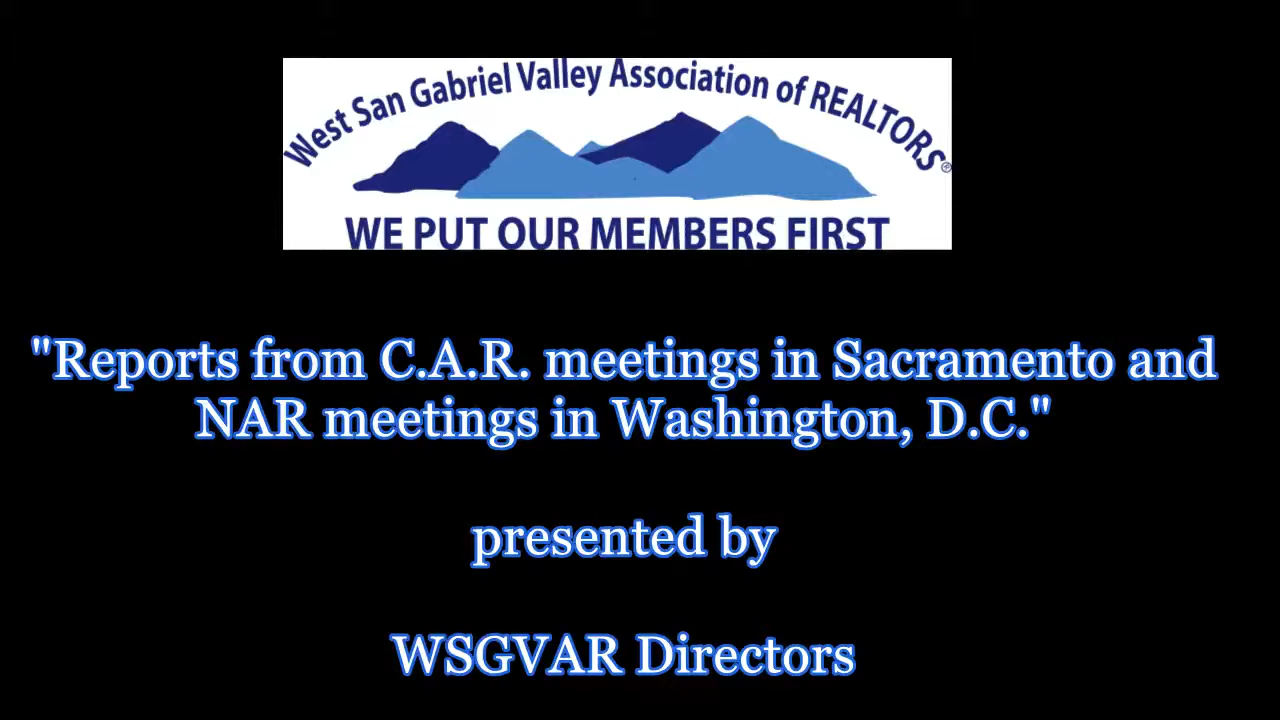 West San Gabriel Valley Association of REALTORS®
WE PUT OUR MEMBERS FIRST
"Reports from C.A.R. meetings in Sacramento and
NAR meetings in Washington, D.C."
presented by
WSGVAR Directors